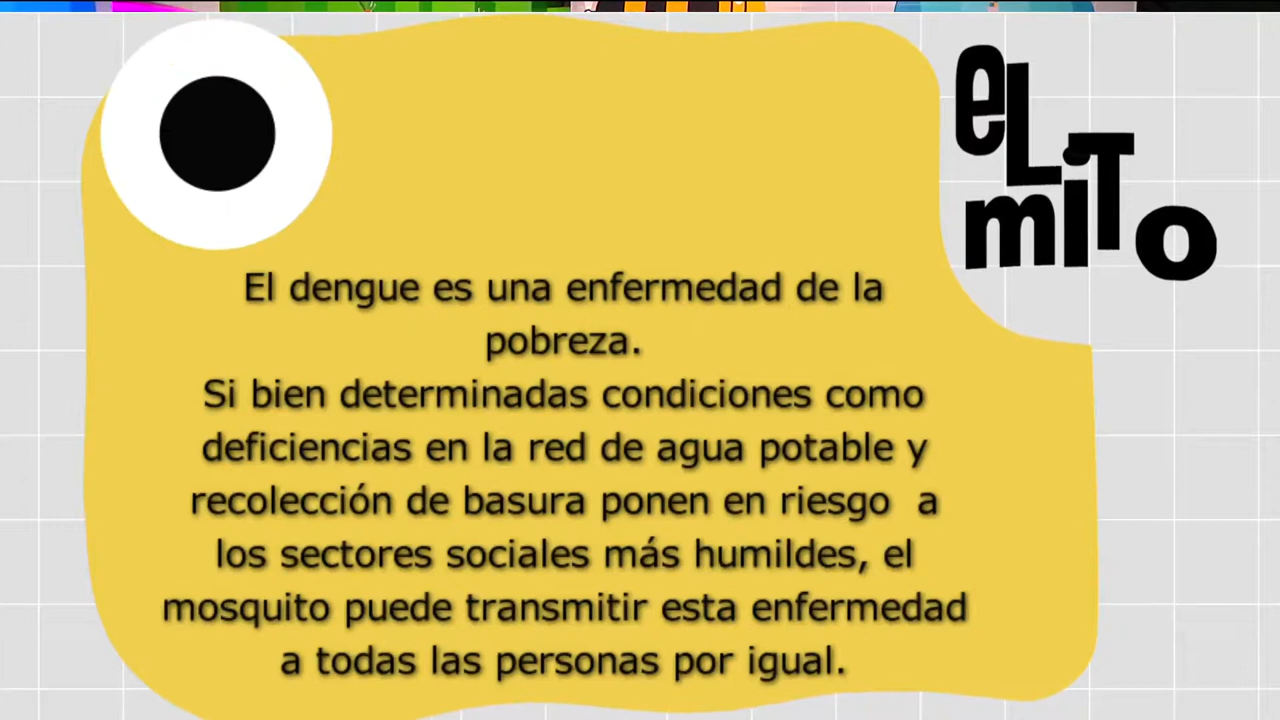 eL
miTo
El dengue es una enfermedad de la
pobreza.
Si bien determinadas condiciones como
deficiencias en la red de agua potable y
recolección de basura ponen en riesgo  a
los sectores sociales más humildes, el
mosquito puede transmitir esta enfermedad
a todas las personas por igual.